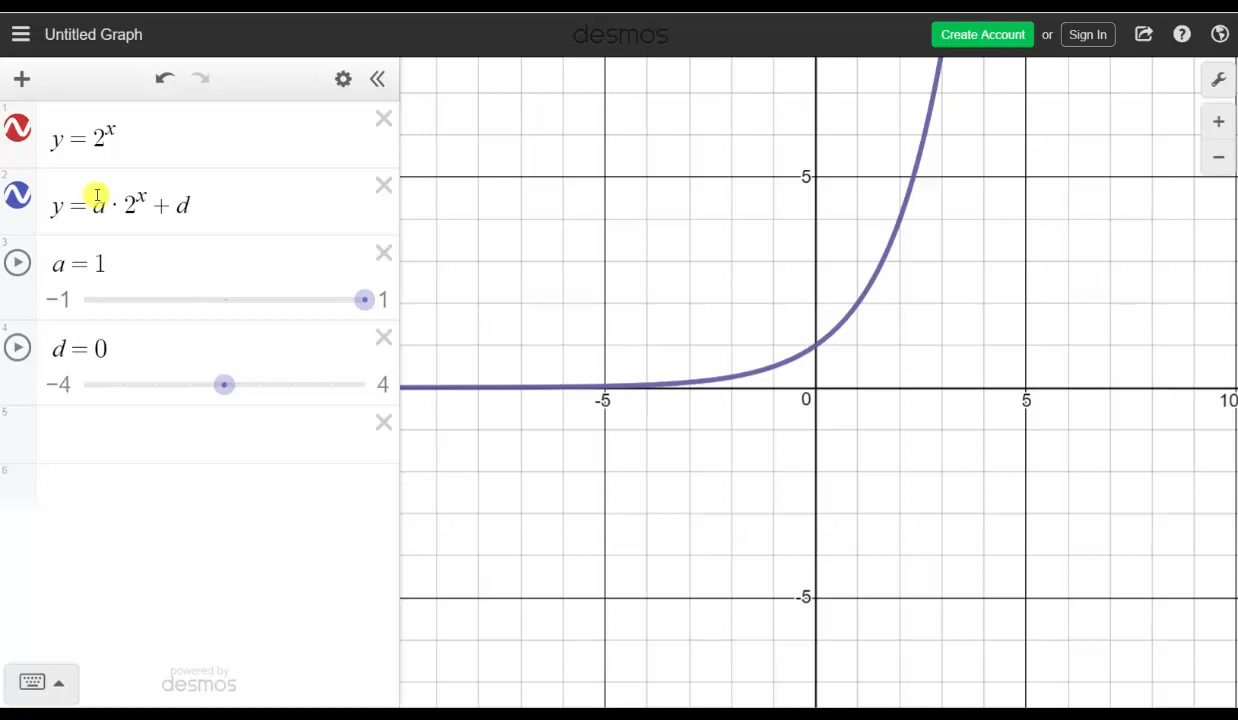 Untitled Graph
desmos
Create Account or Sign In
1
y = 2^x
2
y = a · 2^x + d
3
a = 1
−1 1
4
d = 0
−4 4
5
6
powered by
desmos
5
-5 0 5 10
-5